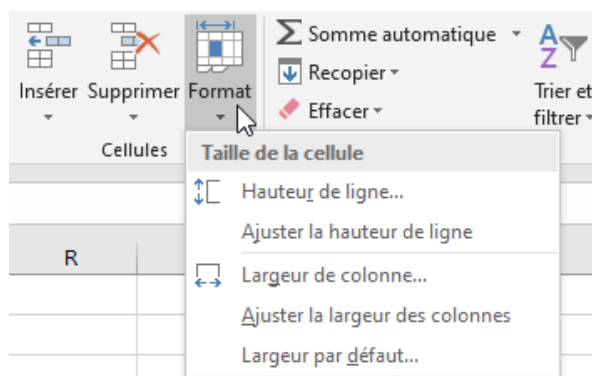 Insérer Supprimer Format
Cellules
Somme automatique
Recopier
Effacer
Trier et
filtrer
Taille de la cellule
Hauteur de ligne...
Ajuster la hauteur de ligne
Largeur de colonne...
Ajuster la largeur des colonnes
Largeur par défaut...
R